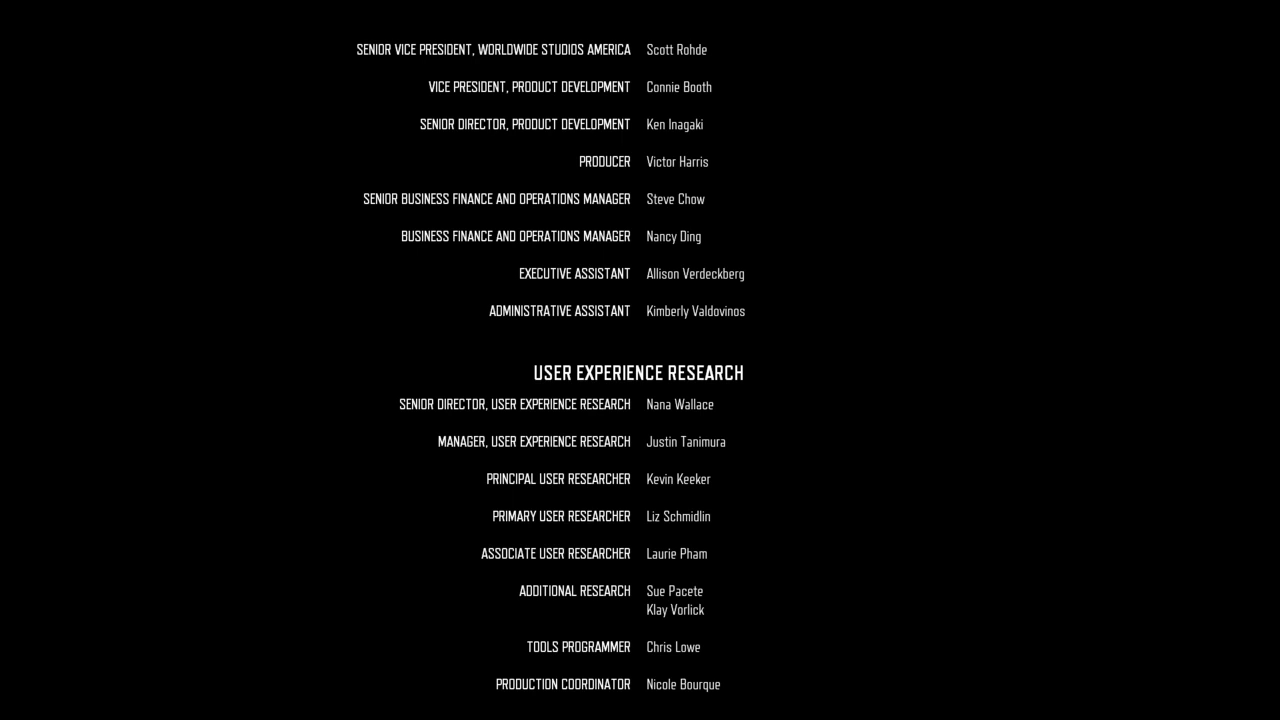 SENIOR VICE PRESIDENT, WORLDWIDE STUDIOS AMERICA Scott Rohde
VICE PRESIDENT, PRODUCT DEVELOPMENT Connie Booth
SENIOR DIRECTOR, PRODUCT DEVELOPMENT Ken Inagaki
PRODUCER Victor Harris
SENIOR BUSINESS FINANCE AND OPERATIONS MANAGER Steve Chow
BUSINESS FINANCE AND OPERATIONS MANAGER Nancy Ding
EXECUTIVE ASSISTANT Allison Verdeckberg
ADMINISTRATIVE ASSISTANT Kimberly Valdovinos
USER EXPERIENCE RESEARCH
SENIOR DIRECTOR, USER EXPERIENCE RESEARCH Nana Wallace
MANAGER, USER EXPERIENCE RESEARCH Justin Tanimura
PRINCIPAL USER RESEARCHER Kevin Keeker
PRIMARY USER RESEARCHER Liz Schmidlin
ASSOCIATE USER RESEARCHER Laurie Pham
ADDITIONAL RESEARCH Sue Pacete
Klay Vorlick
TOOLS PROGRAMMER Chris Lowe
PRODUCTION COORDINATOR Nicole Bourque